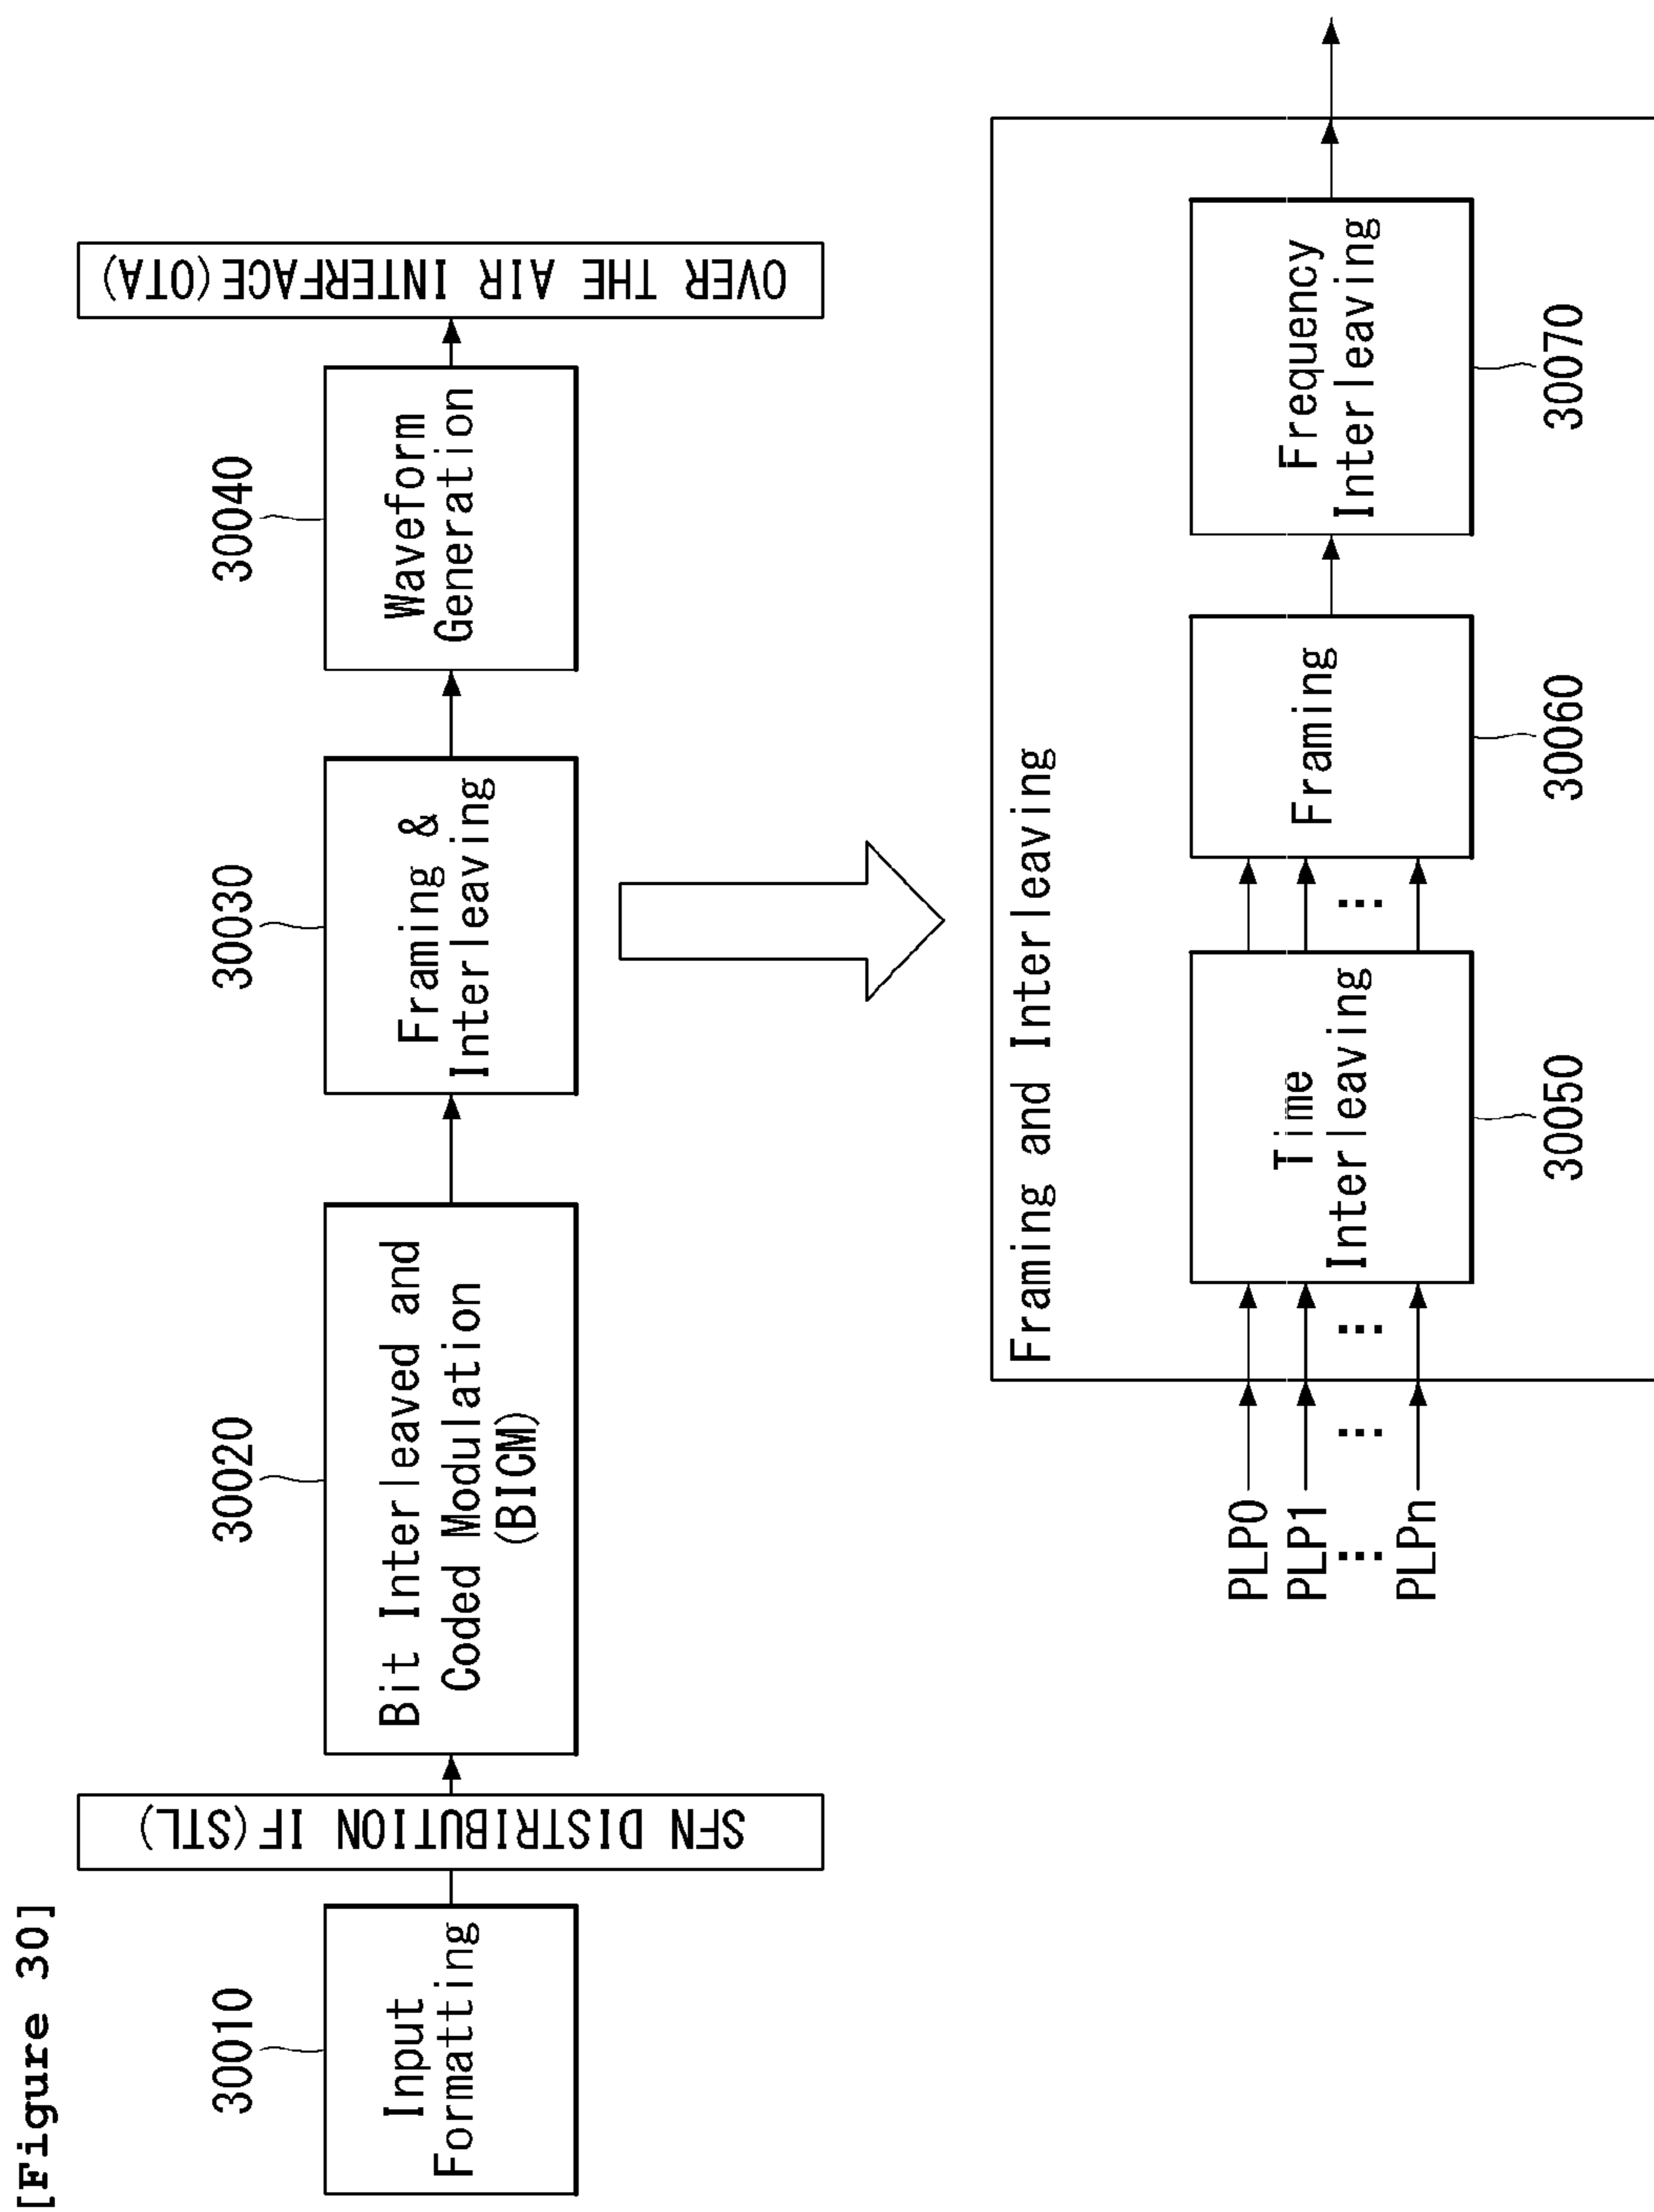 [Figure 30]
30010
Input
Formatting
SFN DISTRIBUTION IF(STL)
30020
Bit Interleaved and
Coded Modulation
(BICM)
30030
Framing &
Interleaving
30040
Waveform
Generation
OVER THE AIR INTERFACE(OTA)
Framing and Interleaving
PLP0
PLP1
⋮
PLPn
Time
Interleaving
30050
Framing
30060
Frequency
Interleaving
30070